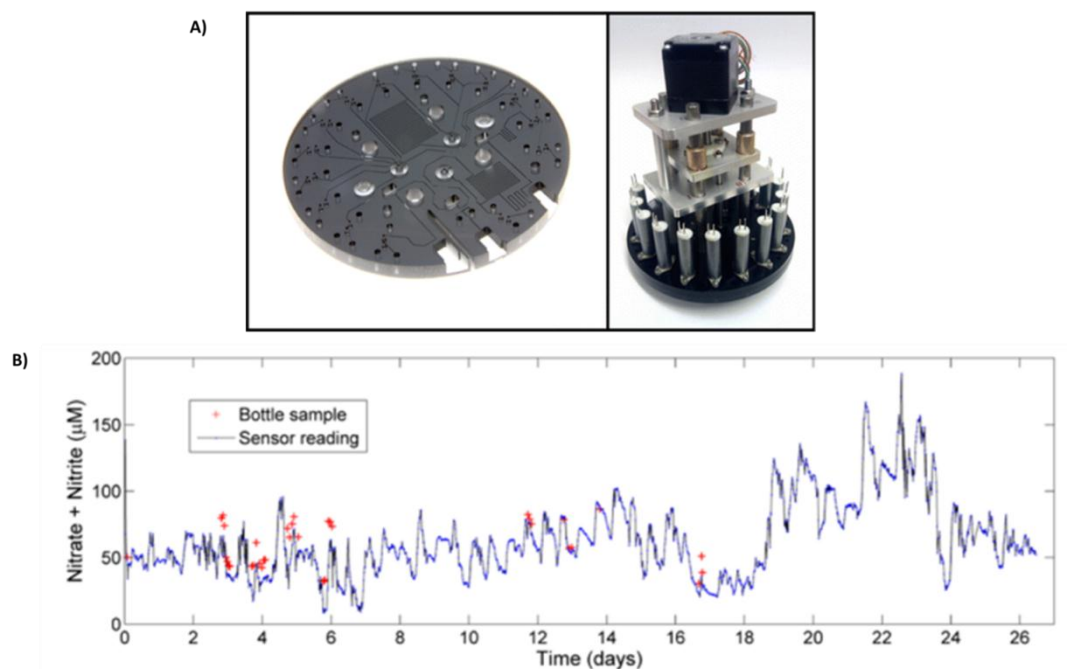 A)
B)
Nitrate + Nitrite (µM)
200
150
100
50
0
Bottle sample
Sensor reading
0 2 4 6 8 10 12 14 16 18 20 22 24 26
Time (days)